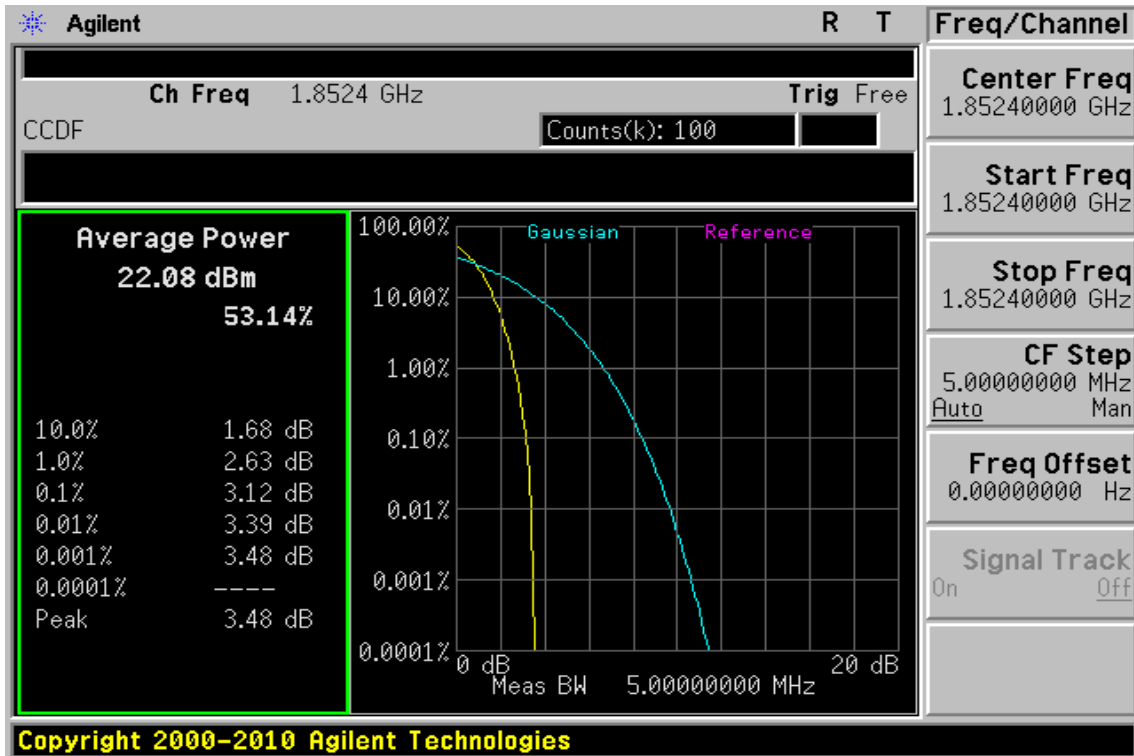 Agilent R T
Ch Freq 1.8524 GHz Trig Free
CCDF Counts(k): 100
Average Power
22.08 dBm
53.14%
10.0% 1.68 dB
1.0% 2.63 dB
0.1% 3.12 dB
0.01% 3.39 dB
0.001% 3.48 dB
0.0001% ----
Peak 3.48 dB
Gaussian Reference
100.00%
10.00%
1.00%
0.10%
0.01%
0.001%
0.0001%
0 dB 20 dB
Meas BW 5.00000000 MHz
Freq/Channel
Center Freq
1.85240000 GHz
Start Freq
1.85240000 GHz
Stop Freq
1.85240000 GHz
CF Step
5.00000000 MHz
Auto Man
Freq Offset
0.00000000 Hz
Signal Track
On Off
Copyright 2000-2010 Agilent Technologies